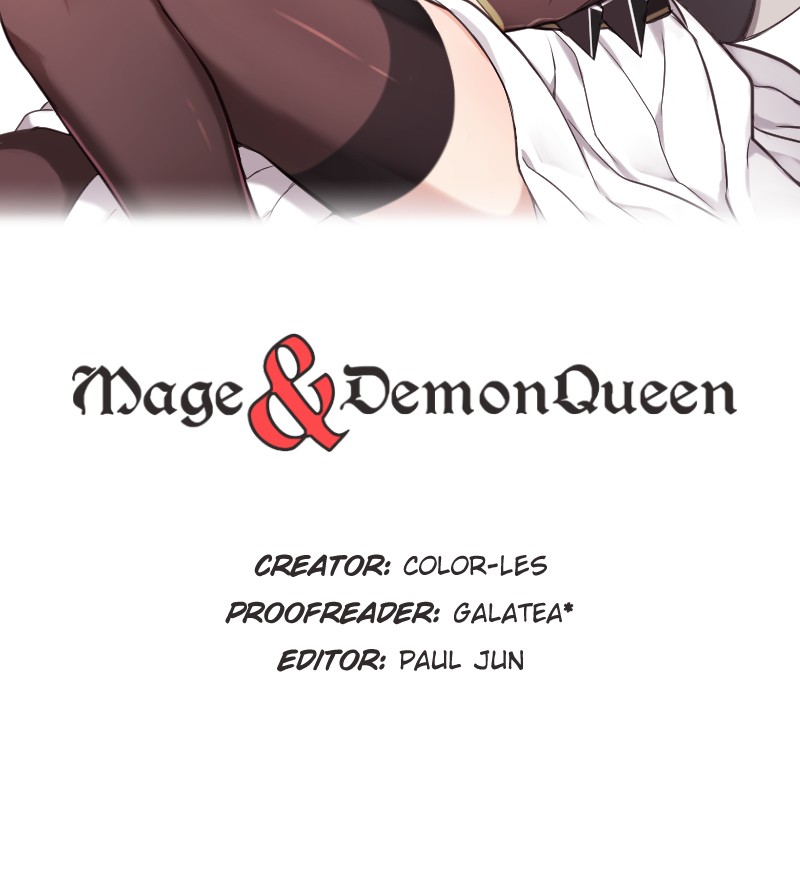 Mage & DemonQueen
CREATOR: COLOR-LES
PROOFREADER: GALATEA*
EDITOR: PAUL JUN